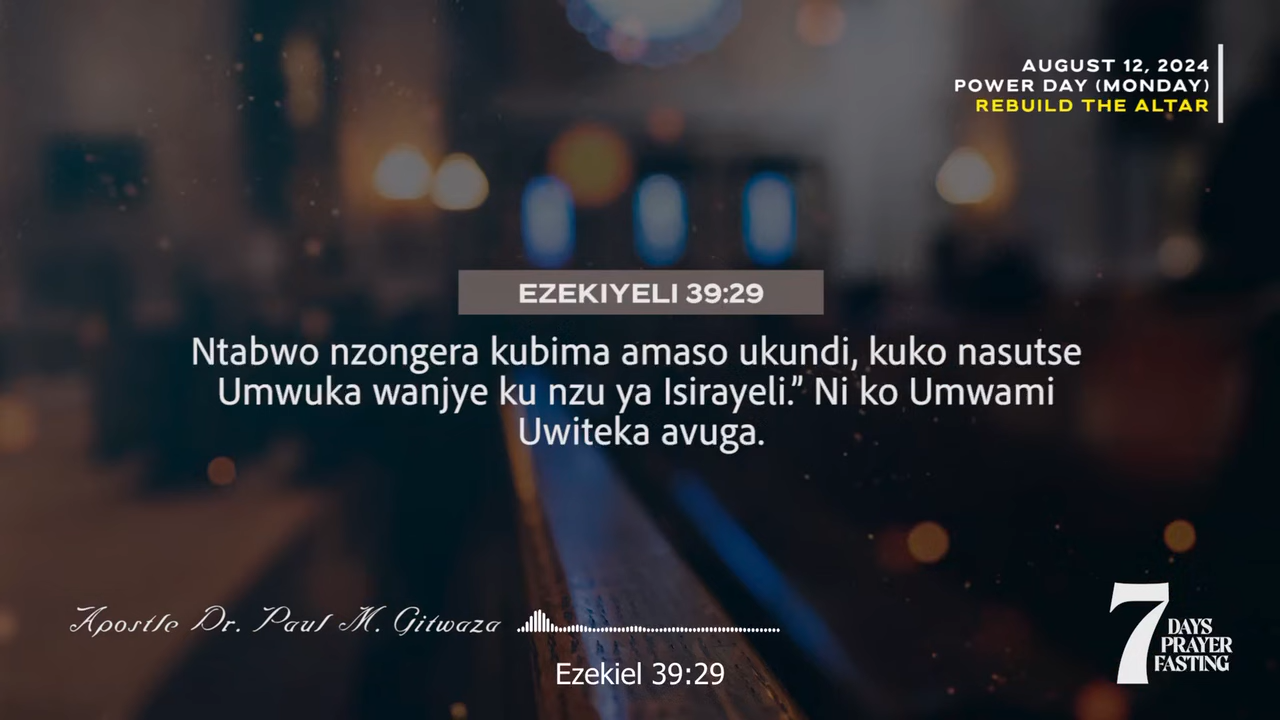 AUGUST 12, 2024
POWER DAY (MONDAY)
REBUILD THE ALTAR
EZEKIYELI 39:29
Ntabwo nzongera kubima amaso ukundi, kuko nasutse
Umwuka wanjye ku nzu ya Isirayeli.” Ni ko Umwami
Uwiteka avuga.
Apostle Dr. Paul M. Gitwaza
Ezekiel 39:29
7 DAYS
PRAYER
FASTING